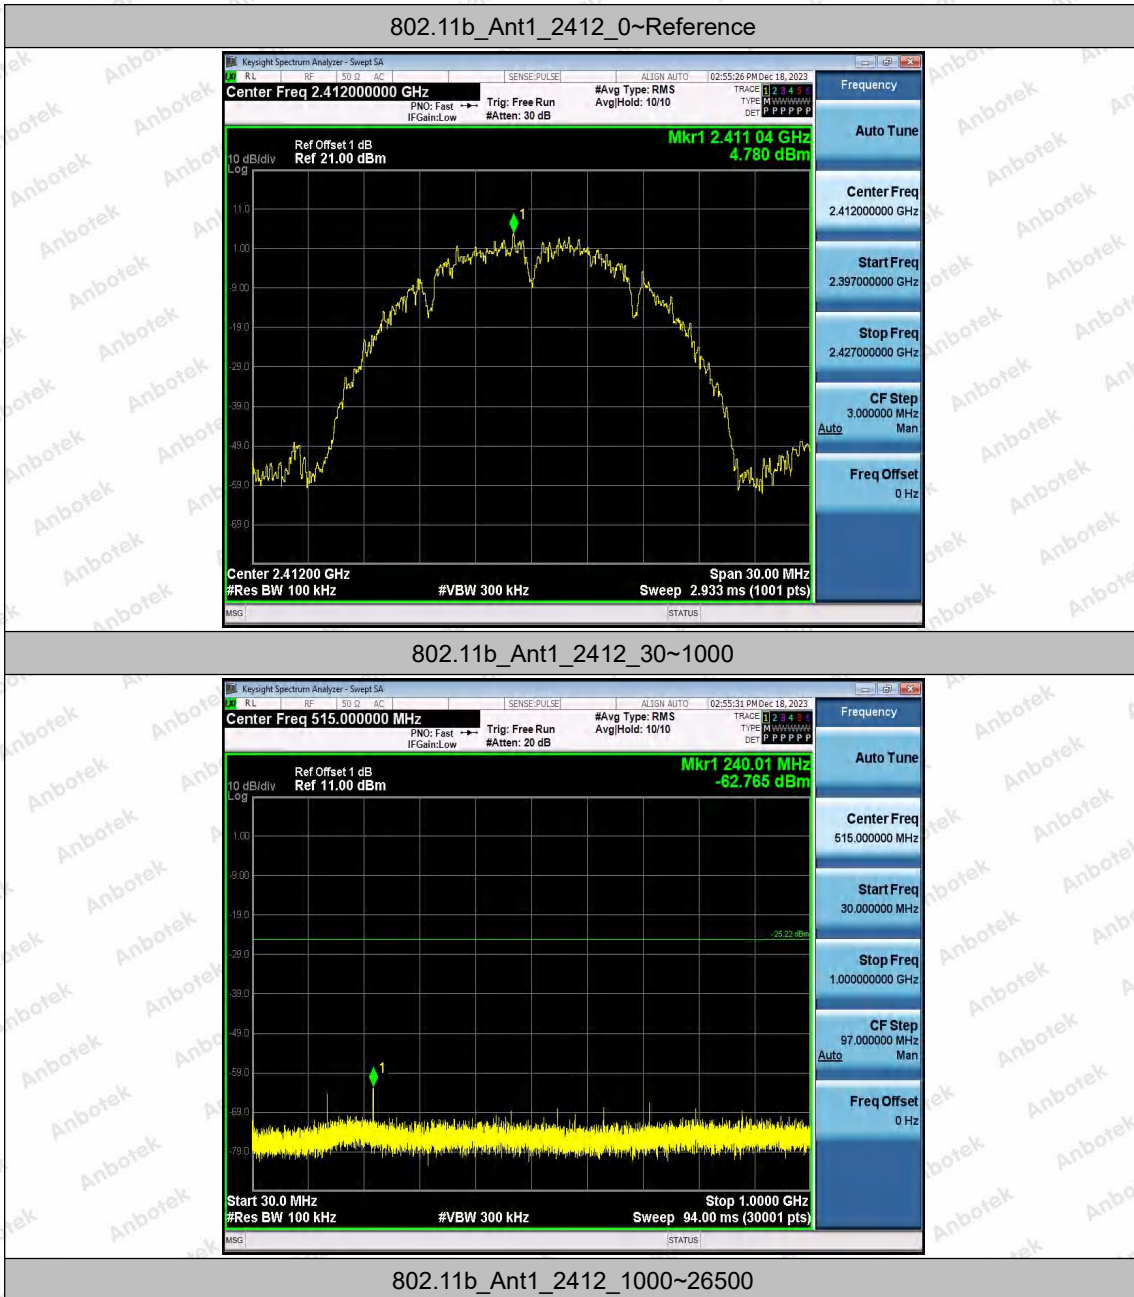 802.11b_Ant1_2412_0~Reference
Keysight Spectrum Analyzer - Swept SA
LXI RL RF 50 Ω AC SENSE:PULSE ALIGN AUTO 02:55:26 PM Dec 18, 2023
Center Freq 2.412000000 GHz #Avg Type: RMS TRACE 1 2 3 4 5 6
PNO: Fast Trig: Free Run Avg|Hold: 10/10 TYPE M WWWWW
IFGain:Low #Atten: 30 dB DET P P P P P P
Frequency
Mkr1 2.411 04 GHz
4.780 dBm
Ref Offset 1 dB
10 dB/div Ref 21.00 dBm
Log
Auto Tune
11.0
1
1.00
-9.00
-19.0
-29.0
-39.0
-49.0
-59.0
-69.0
Center Freq
2.412000000 GHz
Start Freq
2.397000000 GHz
Stop Freq
2.427000000 GHz
CF Step
3.000000 MHz
Auto Man
Freq Offset
0 Hz
Center 2.41200 GHz Span 30.00 MHz
#Res BW 100 kHz #VBW 300 kHz Sweep 2.933 ms (1001 pts)
MSG STATUS
802.11b_Ant1_2412_30~1000
Keysight Spectrum Analyzer - Swept SA
LXI RL RF 50 Ω AC SENSE:PULSE ALIGN AUTO 02:55:31 PM Dec 18, 2023
Center Freq 515.000000 MHz #Avg Type: RMS TRACE 1 2 3 4 5 6
PNO: Fast Trig: Free Run Avg|Hold: 10/10 TYPE M WWWWW
IFGain:Low #Atten: 20 dB DET P P P P P P
Frequency
Mkr1 240.01 MHz
-62.765 dBm
Ref Offset 1 dB
10 dB/div Ref 11.00 dBm
Log
Auto Tune
1.00
-9.00
-19.0
-25.22 dBm
-29.0
-39.0
-49.0
-59.0
1
-69.0
-79.0
Center Freq
515.000000 MHz
Start Freq
30.000000 MHz
Stop Freq
1.000000000 GHz
CF Step
97.000000 MHz
Auto Man
Freq Offset
0 Hz
Start 30.0 MHz Stop 1.0000 GHz
#Res BW 100 kHz #VBW 300 kHz Sweep 94.00 ms (30001 pts)
MSG STATUS
802.11b_Ant1_2412_1000~26500
Anbotek